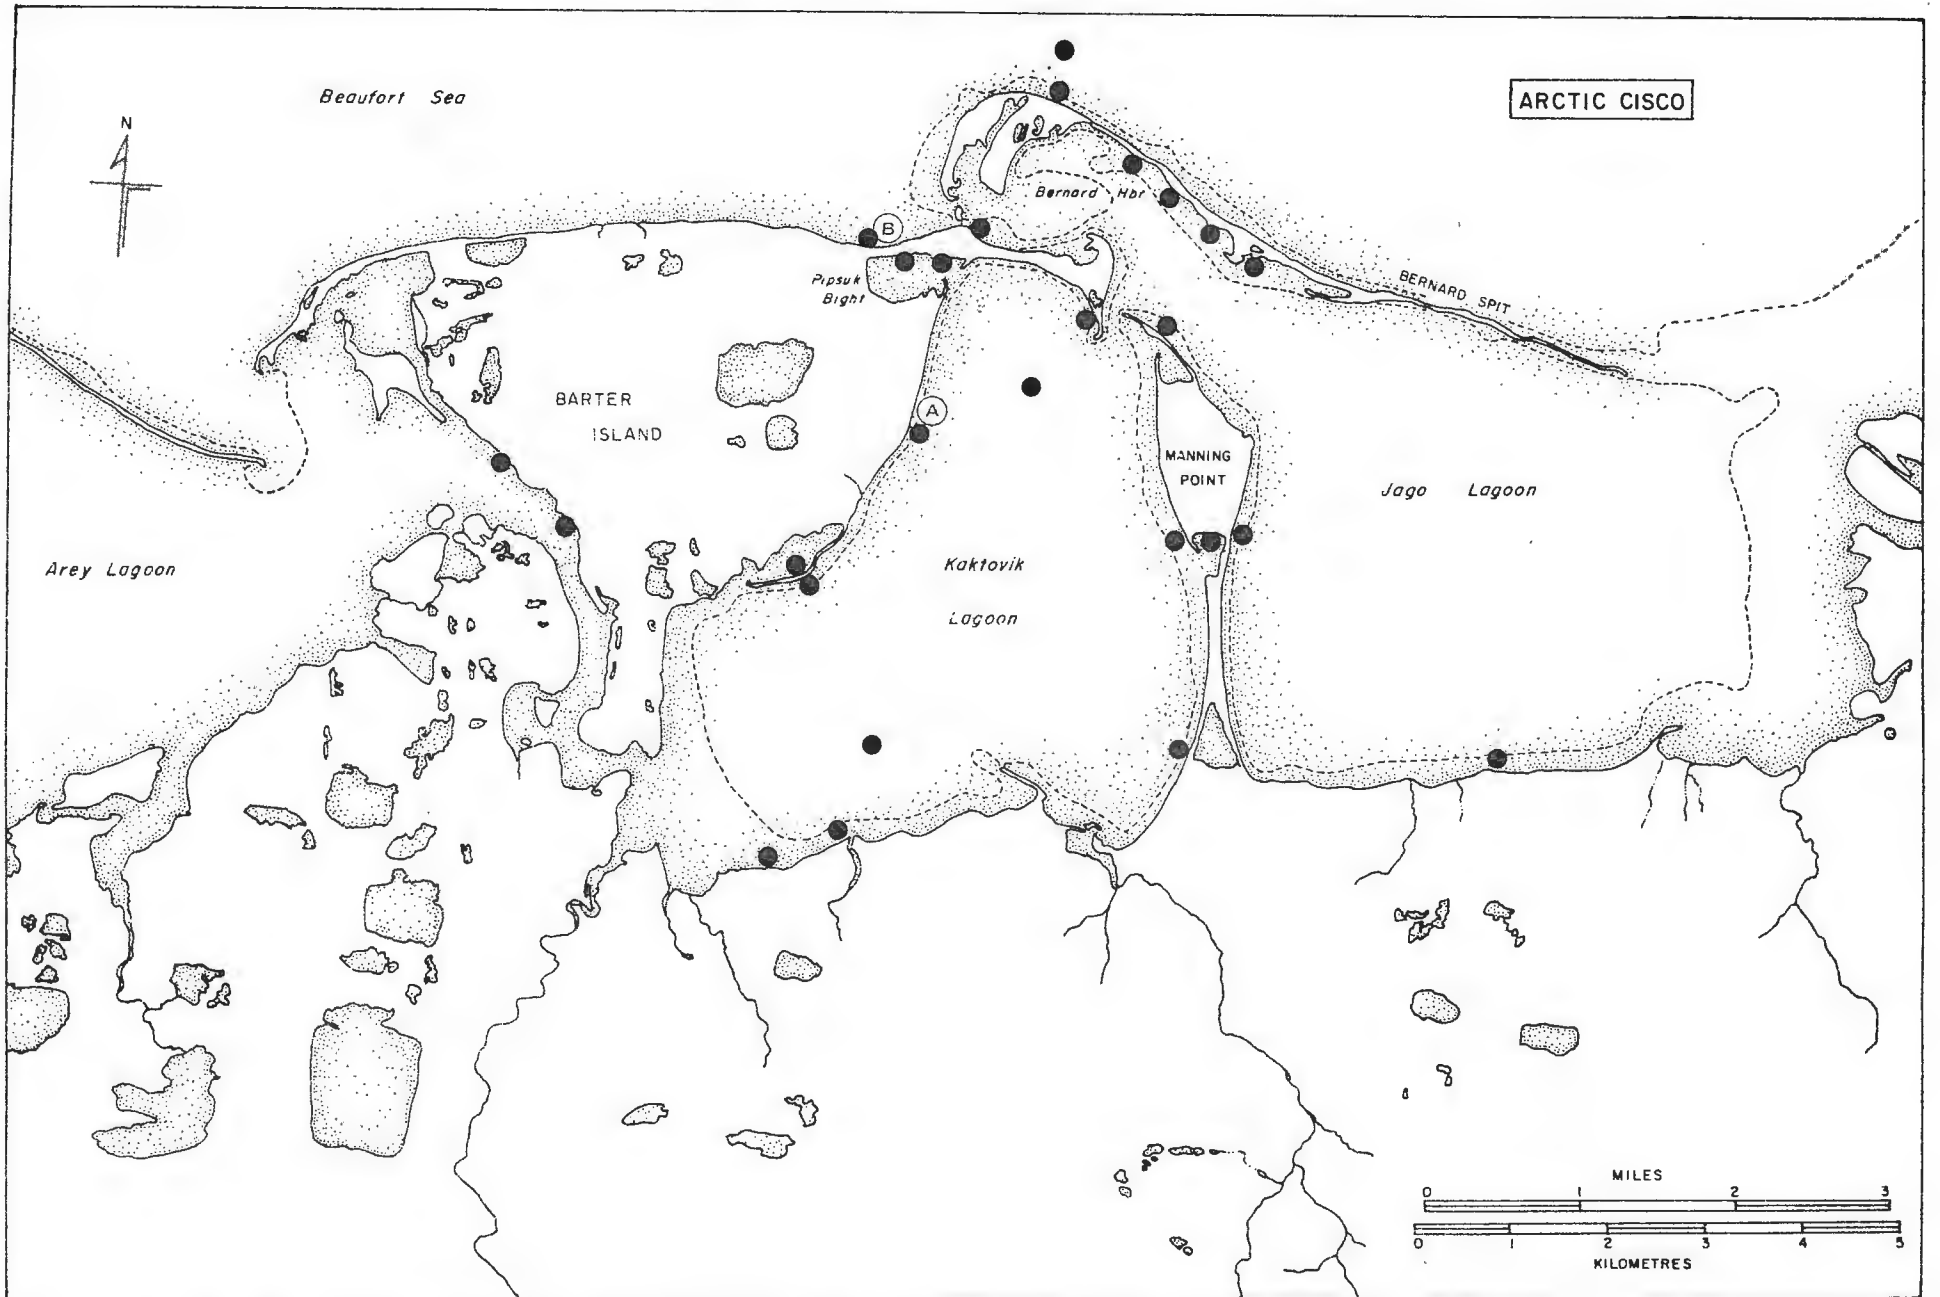 Beaufort Sea
ARCTIC CISCO
N
Bernard Hbr
B
Pipsuk
Bight
BERNARD SPIT
BARTER
ISLAND
A
MANNING
POINT
Jago Lagoon
Arey Lagoon
Kaktovik
Lagoon
MILES
0 1 2 3
0 1 2 3 4 5
KILOMETRES